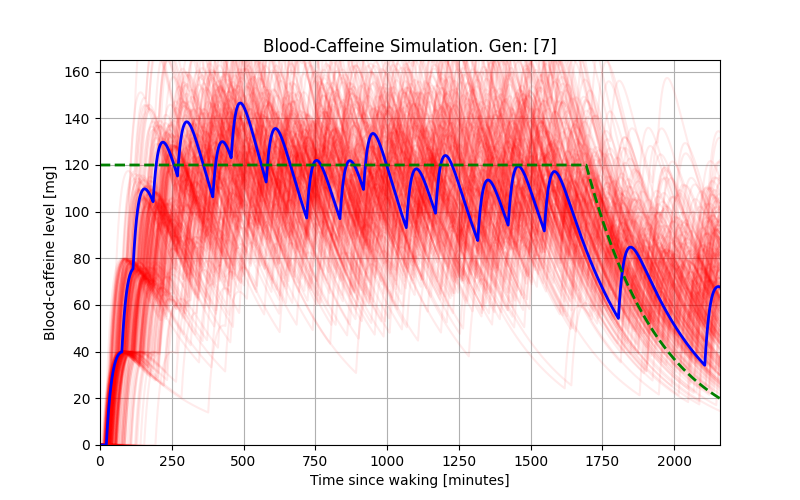 Blood-Caffeine Simulation. Gen: [7]
Blood-caffeine level [mg]
160
140
120
100
80
60
40
20
0
0 250 500 750 1000 1250 1500 1750 2000
Time since waking [minutes]